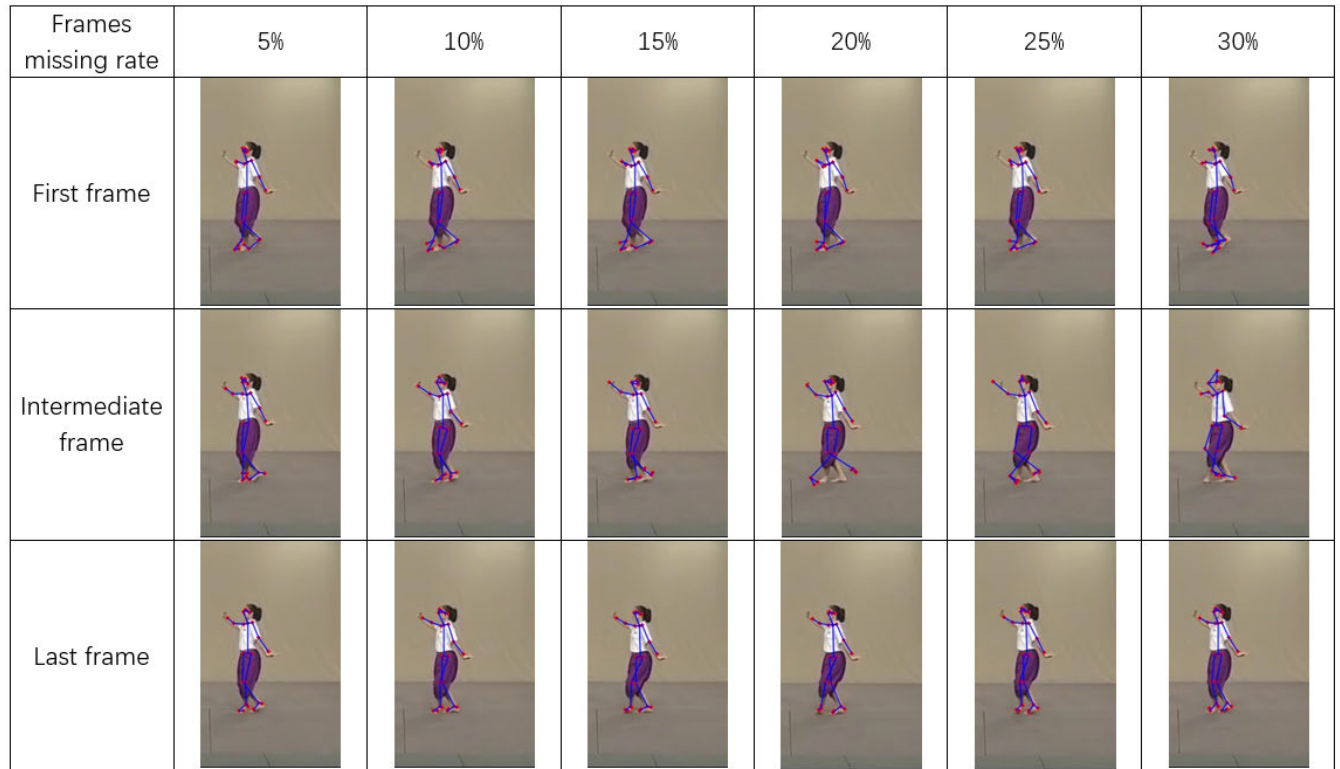 Frames
missing rate
5%
10%
15%
20%
25%
30%
First frame
Intermediate
frame
Last frame